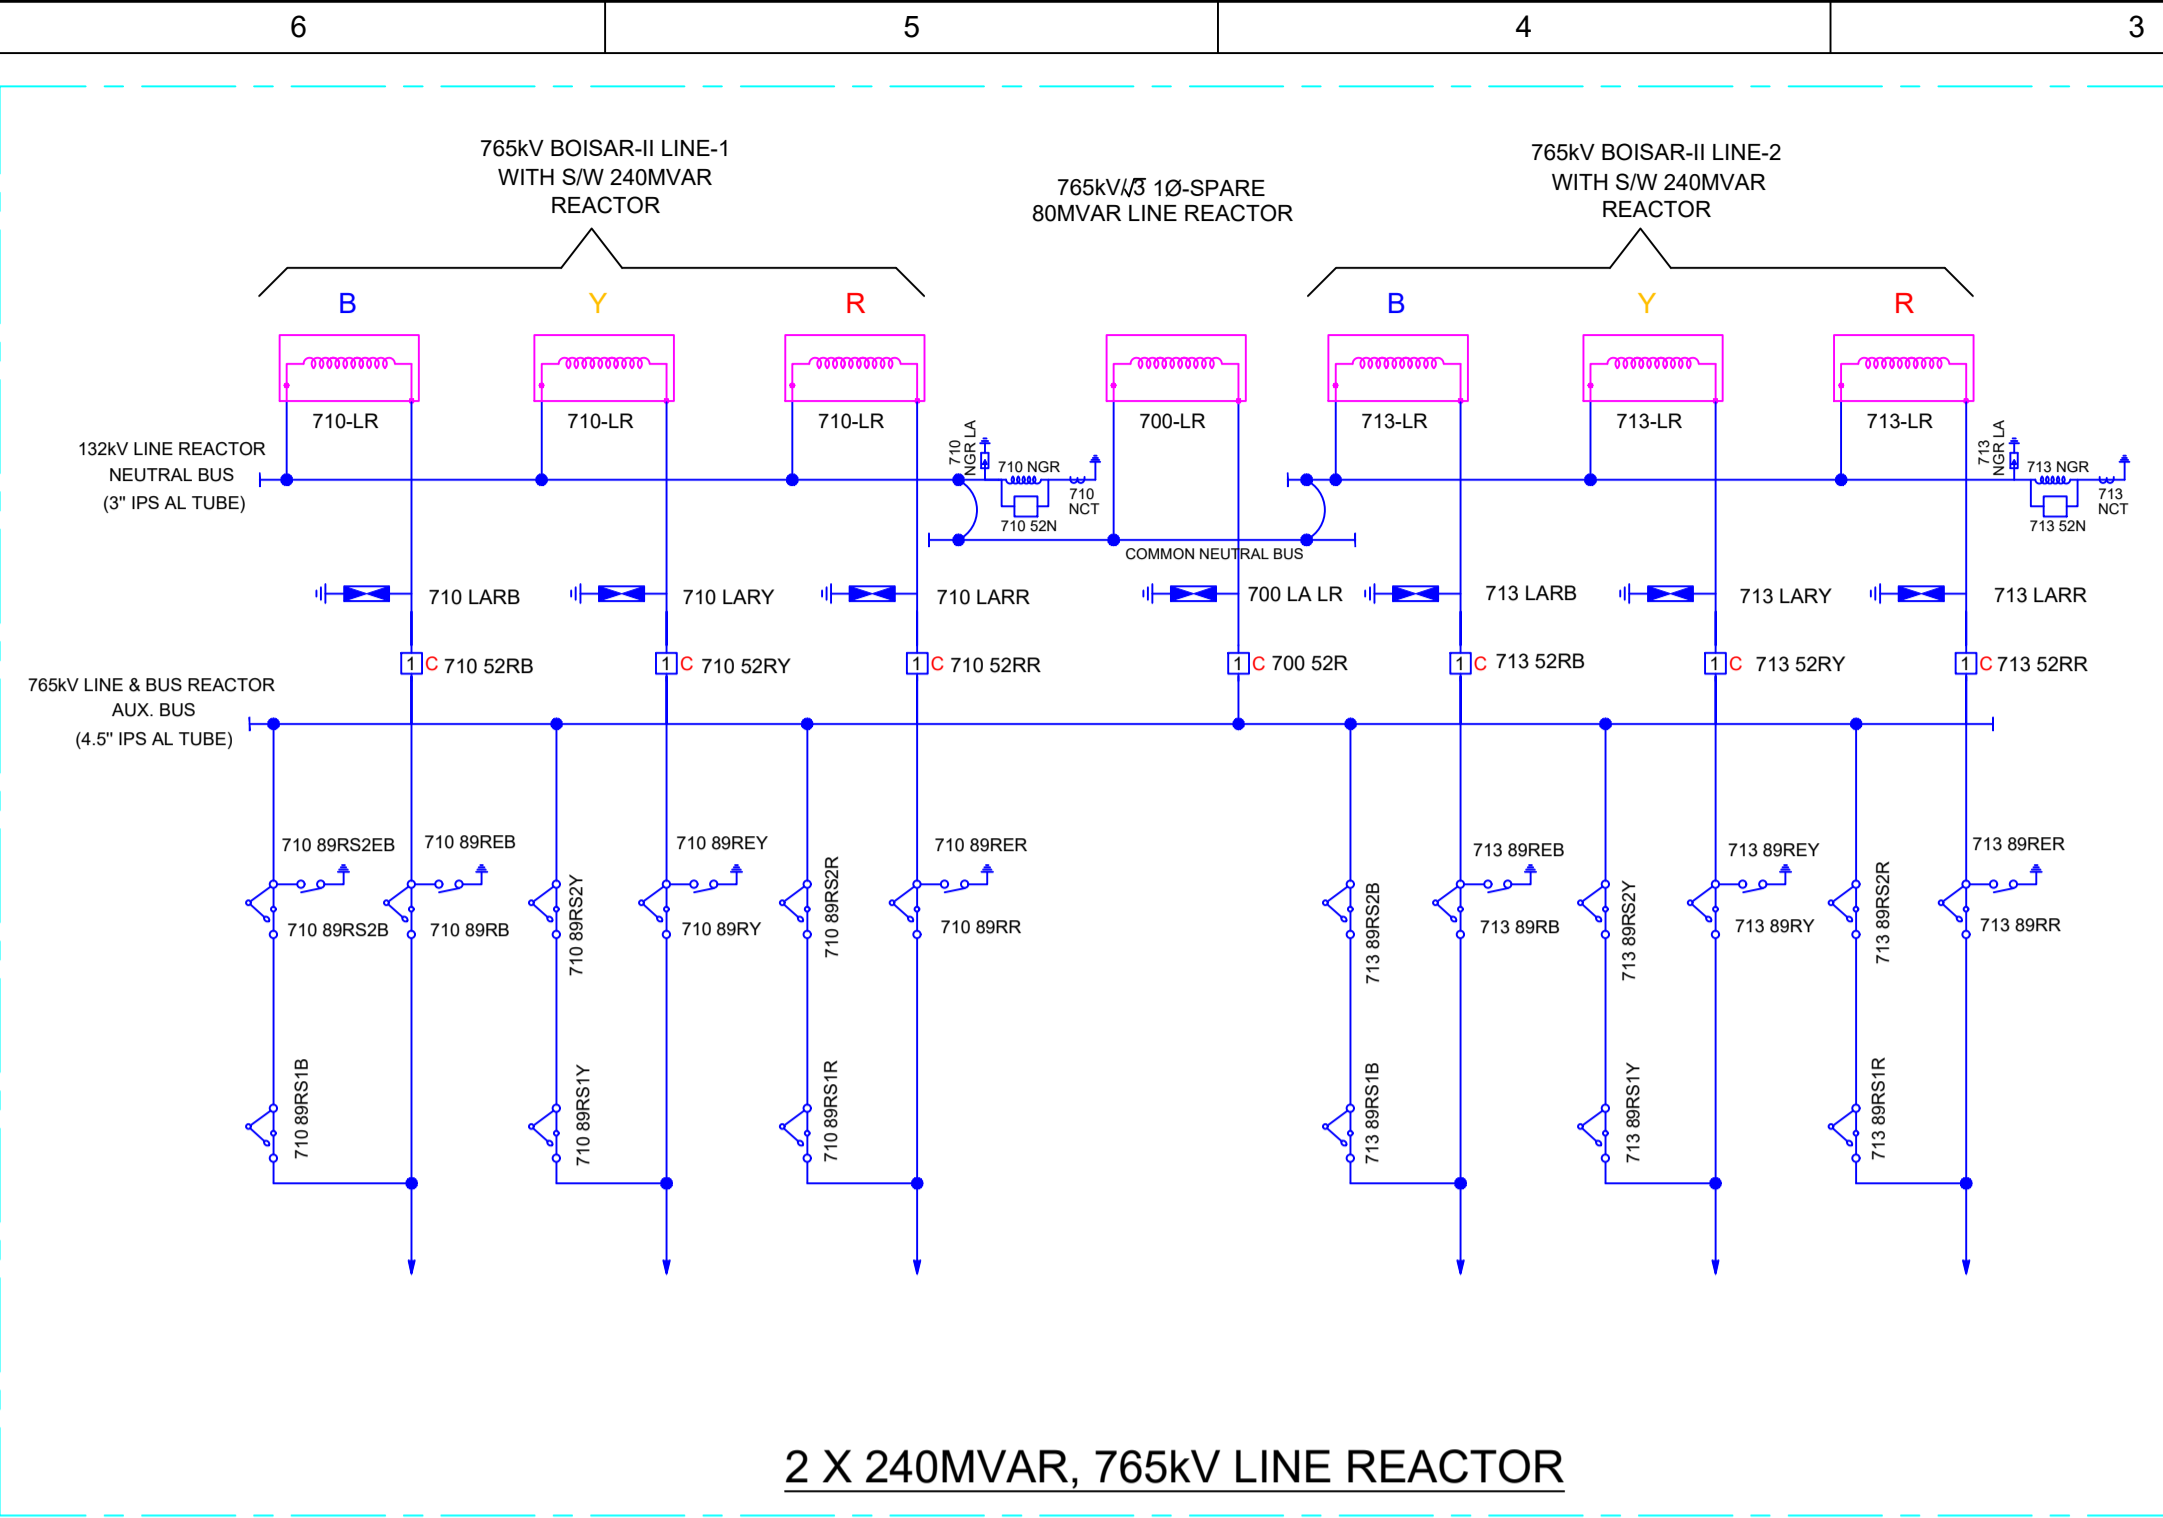 6
5
4
3
765kV BOISAR-II LINE-1
WITH S/W 240MVAR
REACTOR
765kV/√3 1Ø-SPARE
80MVAR LINE REACTOR
765kV BOISAR-II LINE-2
WITH S/W 240MVAR
REACTOR
B
Y
R
B
Y
R
710-LR
710-LR
710-LR
700-LR
713-LR
713-LR
713-LR
132kV LINE REACTOR
NEUTRAL BUS
(3" IPS AL TUBE)
710
NGR LA
710 NGR
710
NCT
710 52N
713
NGR LA
713 NGR
713
NCT
713 52N
COMMON NEUTRAL BUS
710 LARB
710 LARY
710 LARR
700 LA LR
713 LARB
713 LARY
713 LARR
1 C 710 52RB
1 C 710 52RY
1 C 710 52RR
1 C 700 52R
1 C 713 52RB
1 C 713 52RY
1 C 713 52RR
765kV LINE & BUS REACTOR
AUX. BUS
(4.5" IPS AL TUBE)
710 89RS2EB
710 89REB
710 89REY
710 89RER
713 89REB
713 89REY
713 89RER
710 89RS2B
710 89RB
710 89RS2Y
710 89RY
710 89RS2R
710 89RR
713 89RS2B
713 89RB
713 89RS2Y
713 89RY
713 89RS2R
713 89RR
710 89RS1B
710 89RS1Y
710 89RS1R
713 89RS1B
713 89RS1Y
713 89RS1R
2 X 240MVAR, 765kV LINE REACTOR